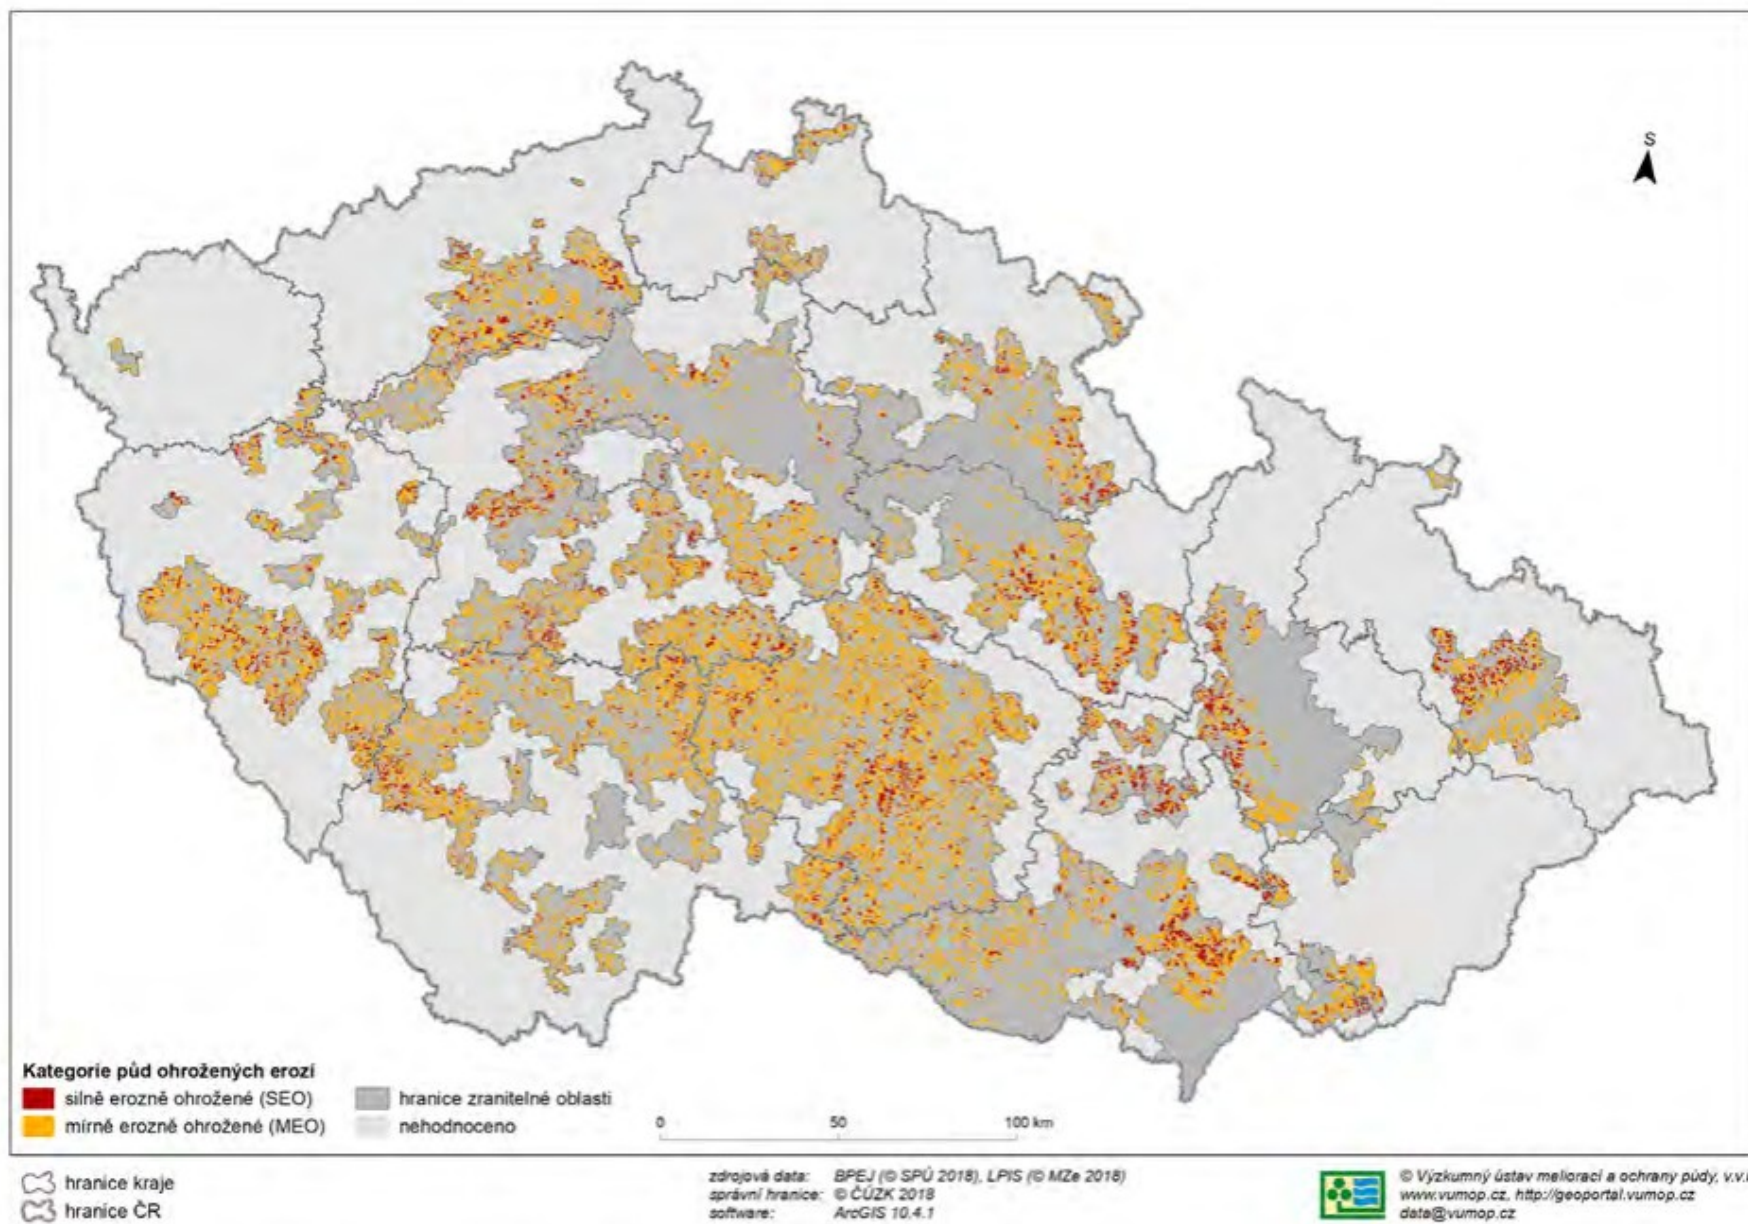 S
Kategorie půd ohrožených erozí
silně erozně ohrožené (SEO)
mírně erozně ohrožené (MEO)
hranice zranitelné oblasti
nehodnoceno
0 50 100 km
hranice kraje
hranice ČR
zdrojová data: BPEJ (© SPÚ 2018), LPIS (© MZe 2018)
správní hranice: © ČÚZK 2018
software: ArcGIS 10.4.1
© Výzkumný ústav meliorací a ochrany půdy, v.v.i
www.vumop.cz, http://geoportal.vumop.cz
data@vumop.cz